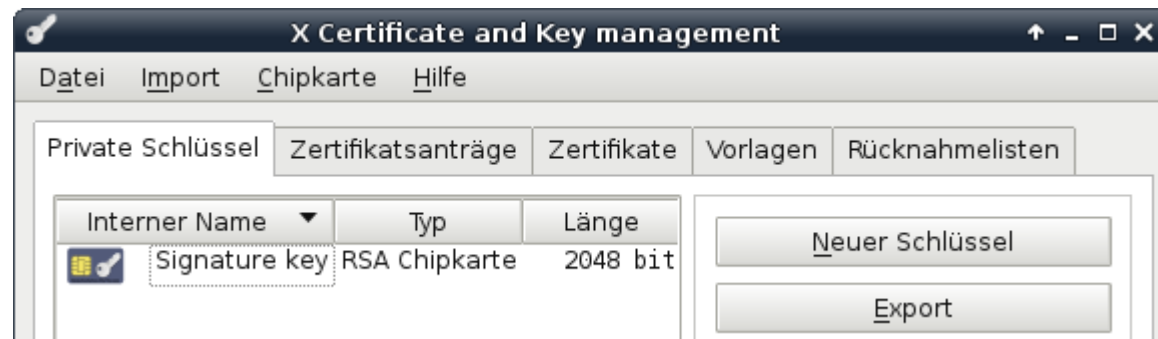 X Certificate and Key management
Datei Import Chipkarte Hilfe
Private Schlüssel Zertifikatsanträge Zertifikate Vorlagen Rücknahmelisten
Interner Name Typ Länge
Neuer Schlüssel
Signature key RSA Chipkarte 2048 bit
Export